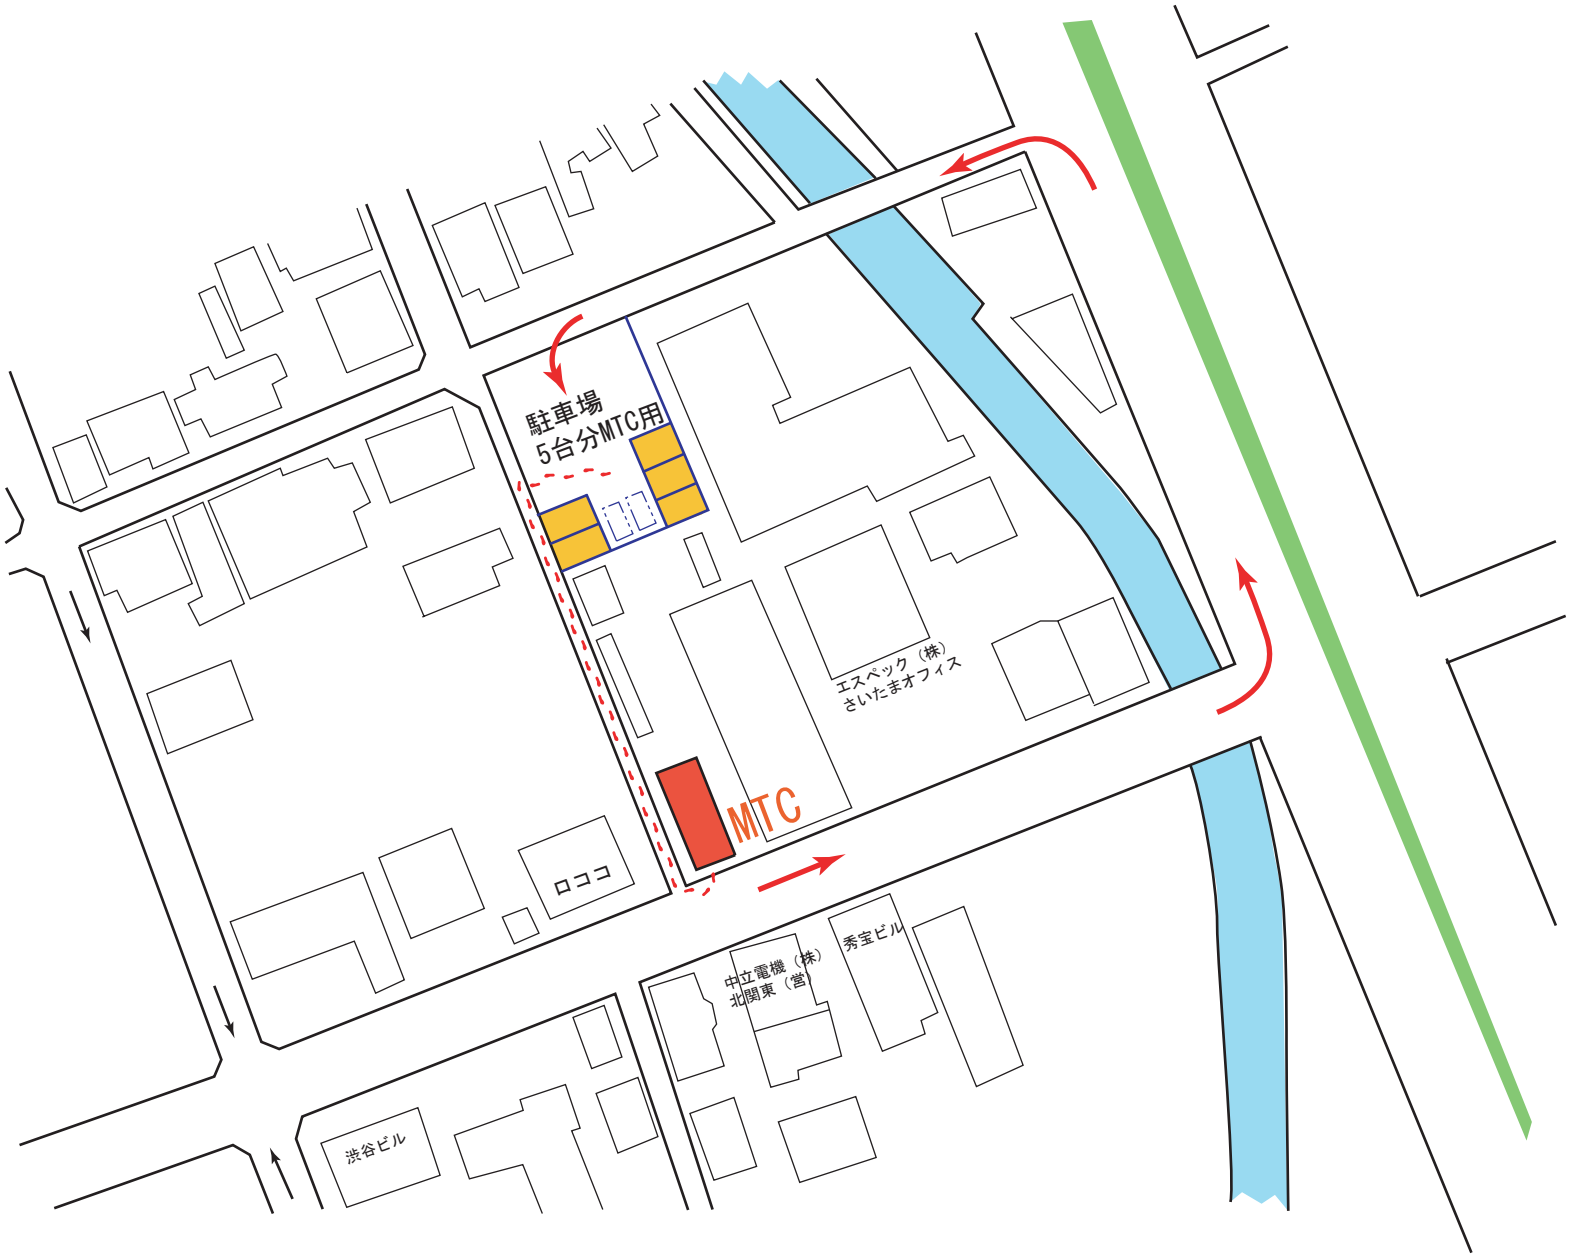 駐車場
5台分MTC用
エスペック（株）
さいたまオフィス
MTC
ロココ
秀宝ビル
中立電機（株）
北関東（営）
渋谷ビル